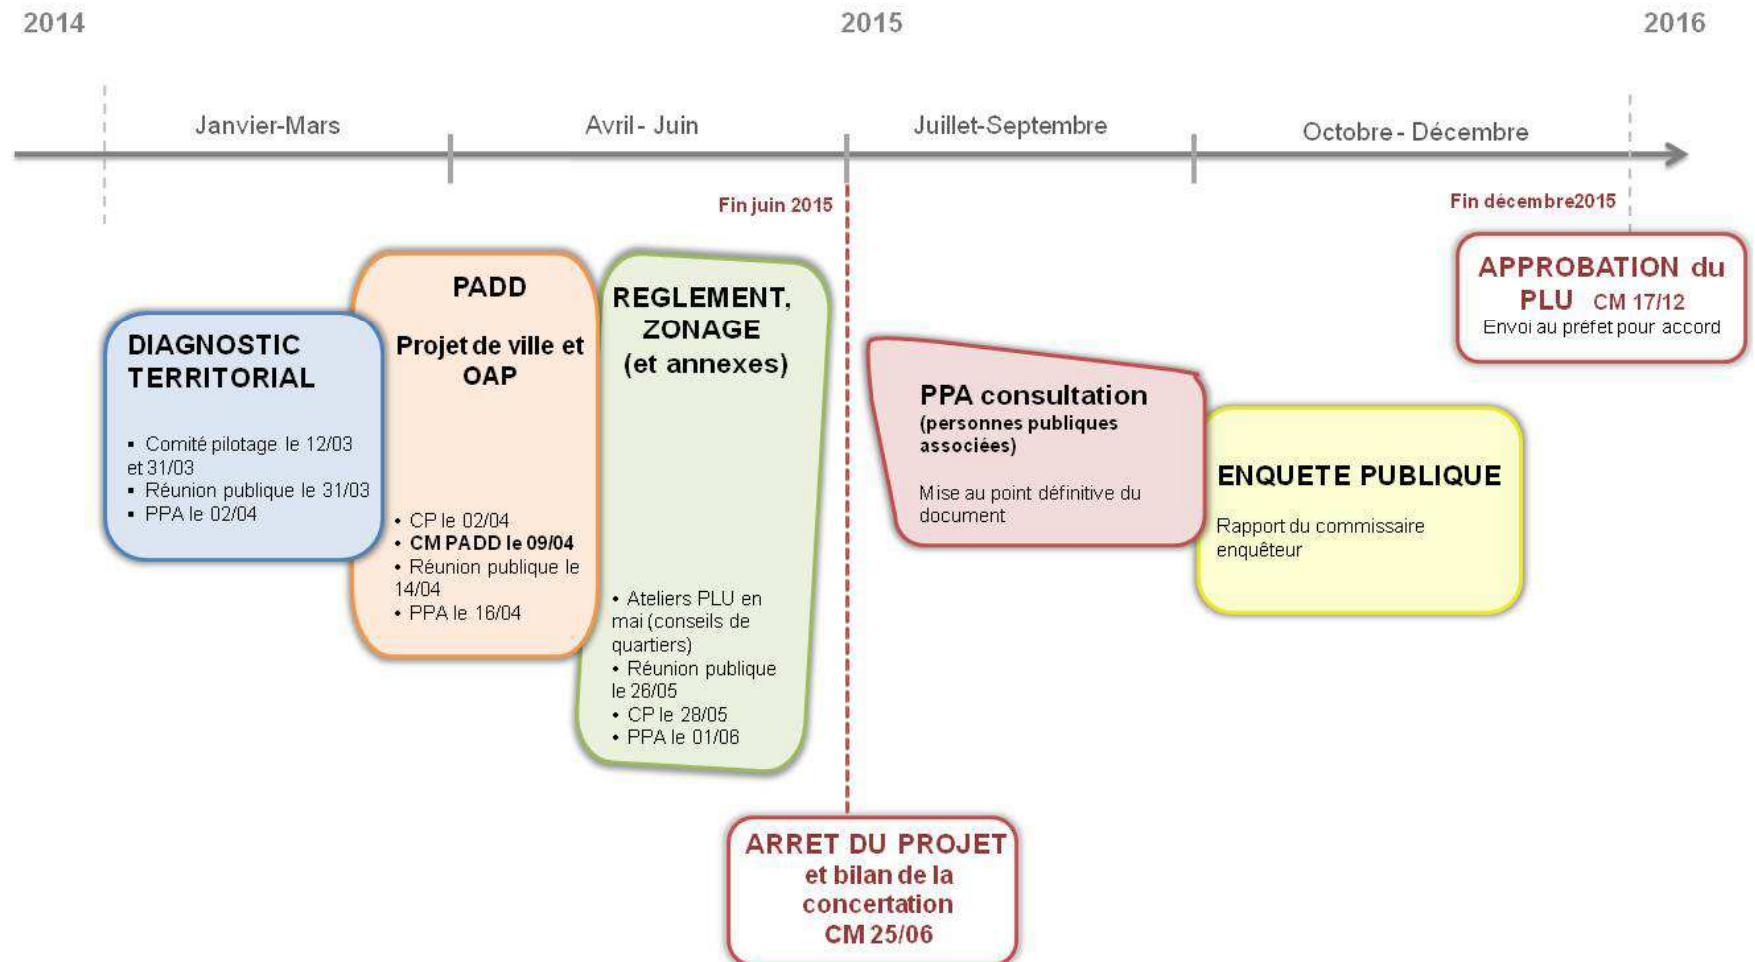 2014
2015
2016
Janvier-Mars
Avril - Juin
Juillet-Septembre
Octobre - Décembre
Fin juin 2015
Fin décembre2015
DIAGNOSTIC
TERRITORIAL
▪ Comité pilotage le 12/03
et 31/03
▪ Réunion publique le 31/03
▪ PPA le 02/04
PADD
Projet de ville et
OAP
• CP le 02/04
• CM PADD le 09/04
• Réunion publique le
14/04
• PPA le 16/04
REGLEMENT,
ZONAGE
(et annexes)
• Ateliers PLU en
mai (conseils de
quartiers)
• Réunion publique
le 26/05
• CP le 28/05
• PPA le 01/06
ARRET DU PROJET
et bilan de la
concertation
CM 25/06
PPA consultation
(personnes publiques
associées)
Mise au point définitive du
document
ENQUETE PUBLIQUE
Rapport du commissaire
enquêteur
APPROBATION du
PLU CM 17/12
Envoi au préfet pour accord